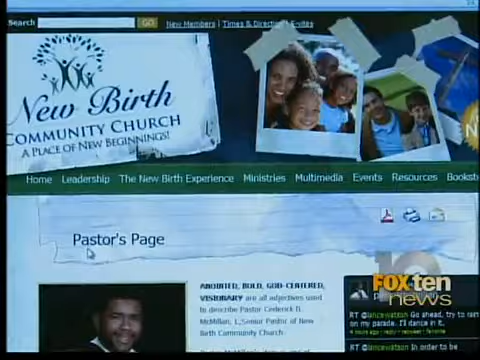 Search
GO
New Members | Times & Directions | E-vites
New Birth
COMMUNITY CHURCH
A PLACE OF NEW BEGINNINGS!
Home Leadership The New Birth Experience Ministries Multimedia Events Resources Bookst
Pastor's Page
ANOINTED, BOLD, GOD-CENTERED,
VISIONARY are all adjectives used
to describe Pastor Cederick D.
McMillan, Senior Pastor of New
Birth Community Church.
10
FOX ten
news
RT @lancewatson Go ahead, try to rain
on my parade. I'll dance in it.
RT @lancewatson: In order to be